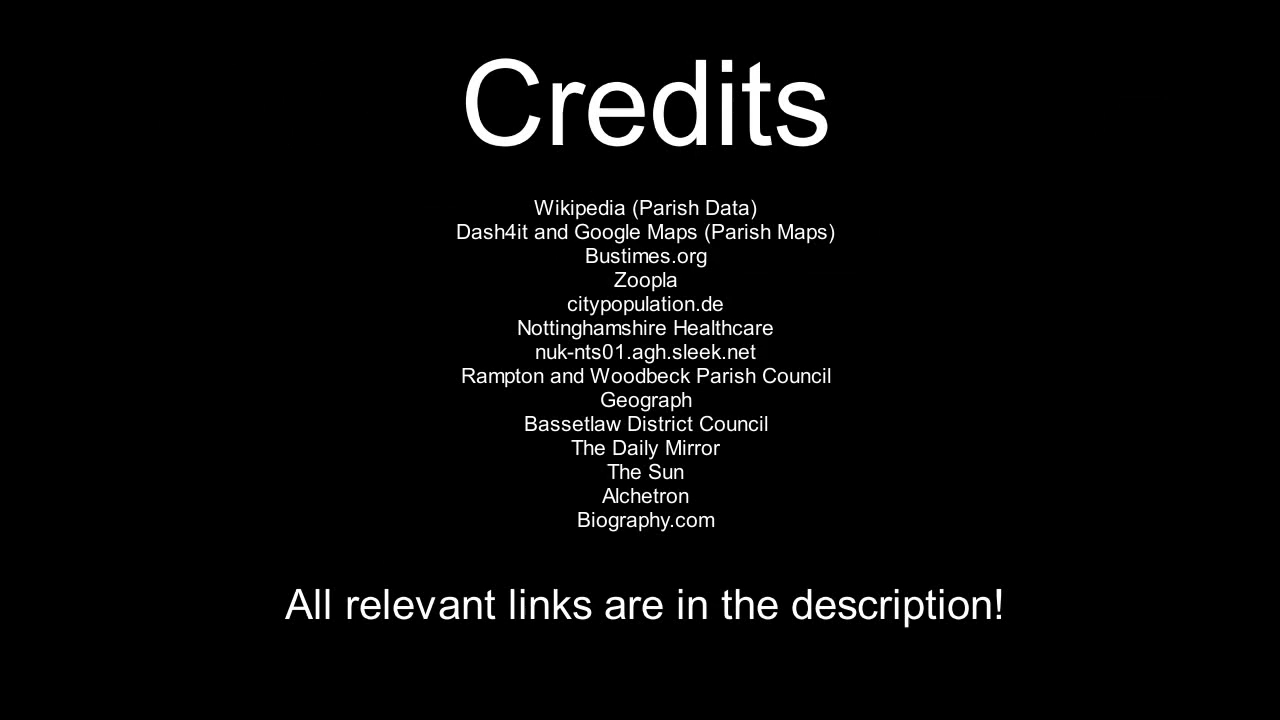 Credits
Wikipedia (Parish Data)
Dash4it and Google Maps (Parish Maps)
Bustimes.org
Zoopla
citypopulation.de
Nottinghamshire Healthcare
nuk-nts01.agh.sleek.net
Rampton and Woodbeck Parish Council
Geograph
Bassetlaw District Council
The Daily Mirror
The Sun
Alchetron
Biography.com
All relevant links are in the description!